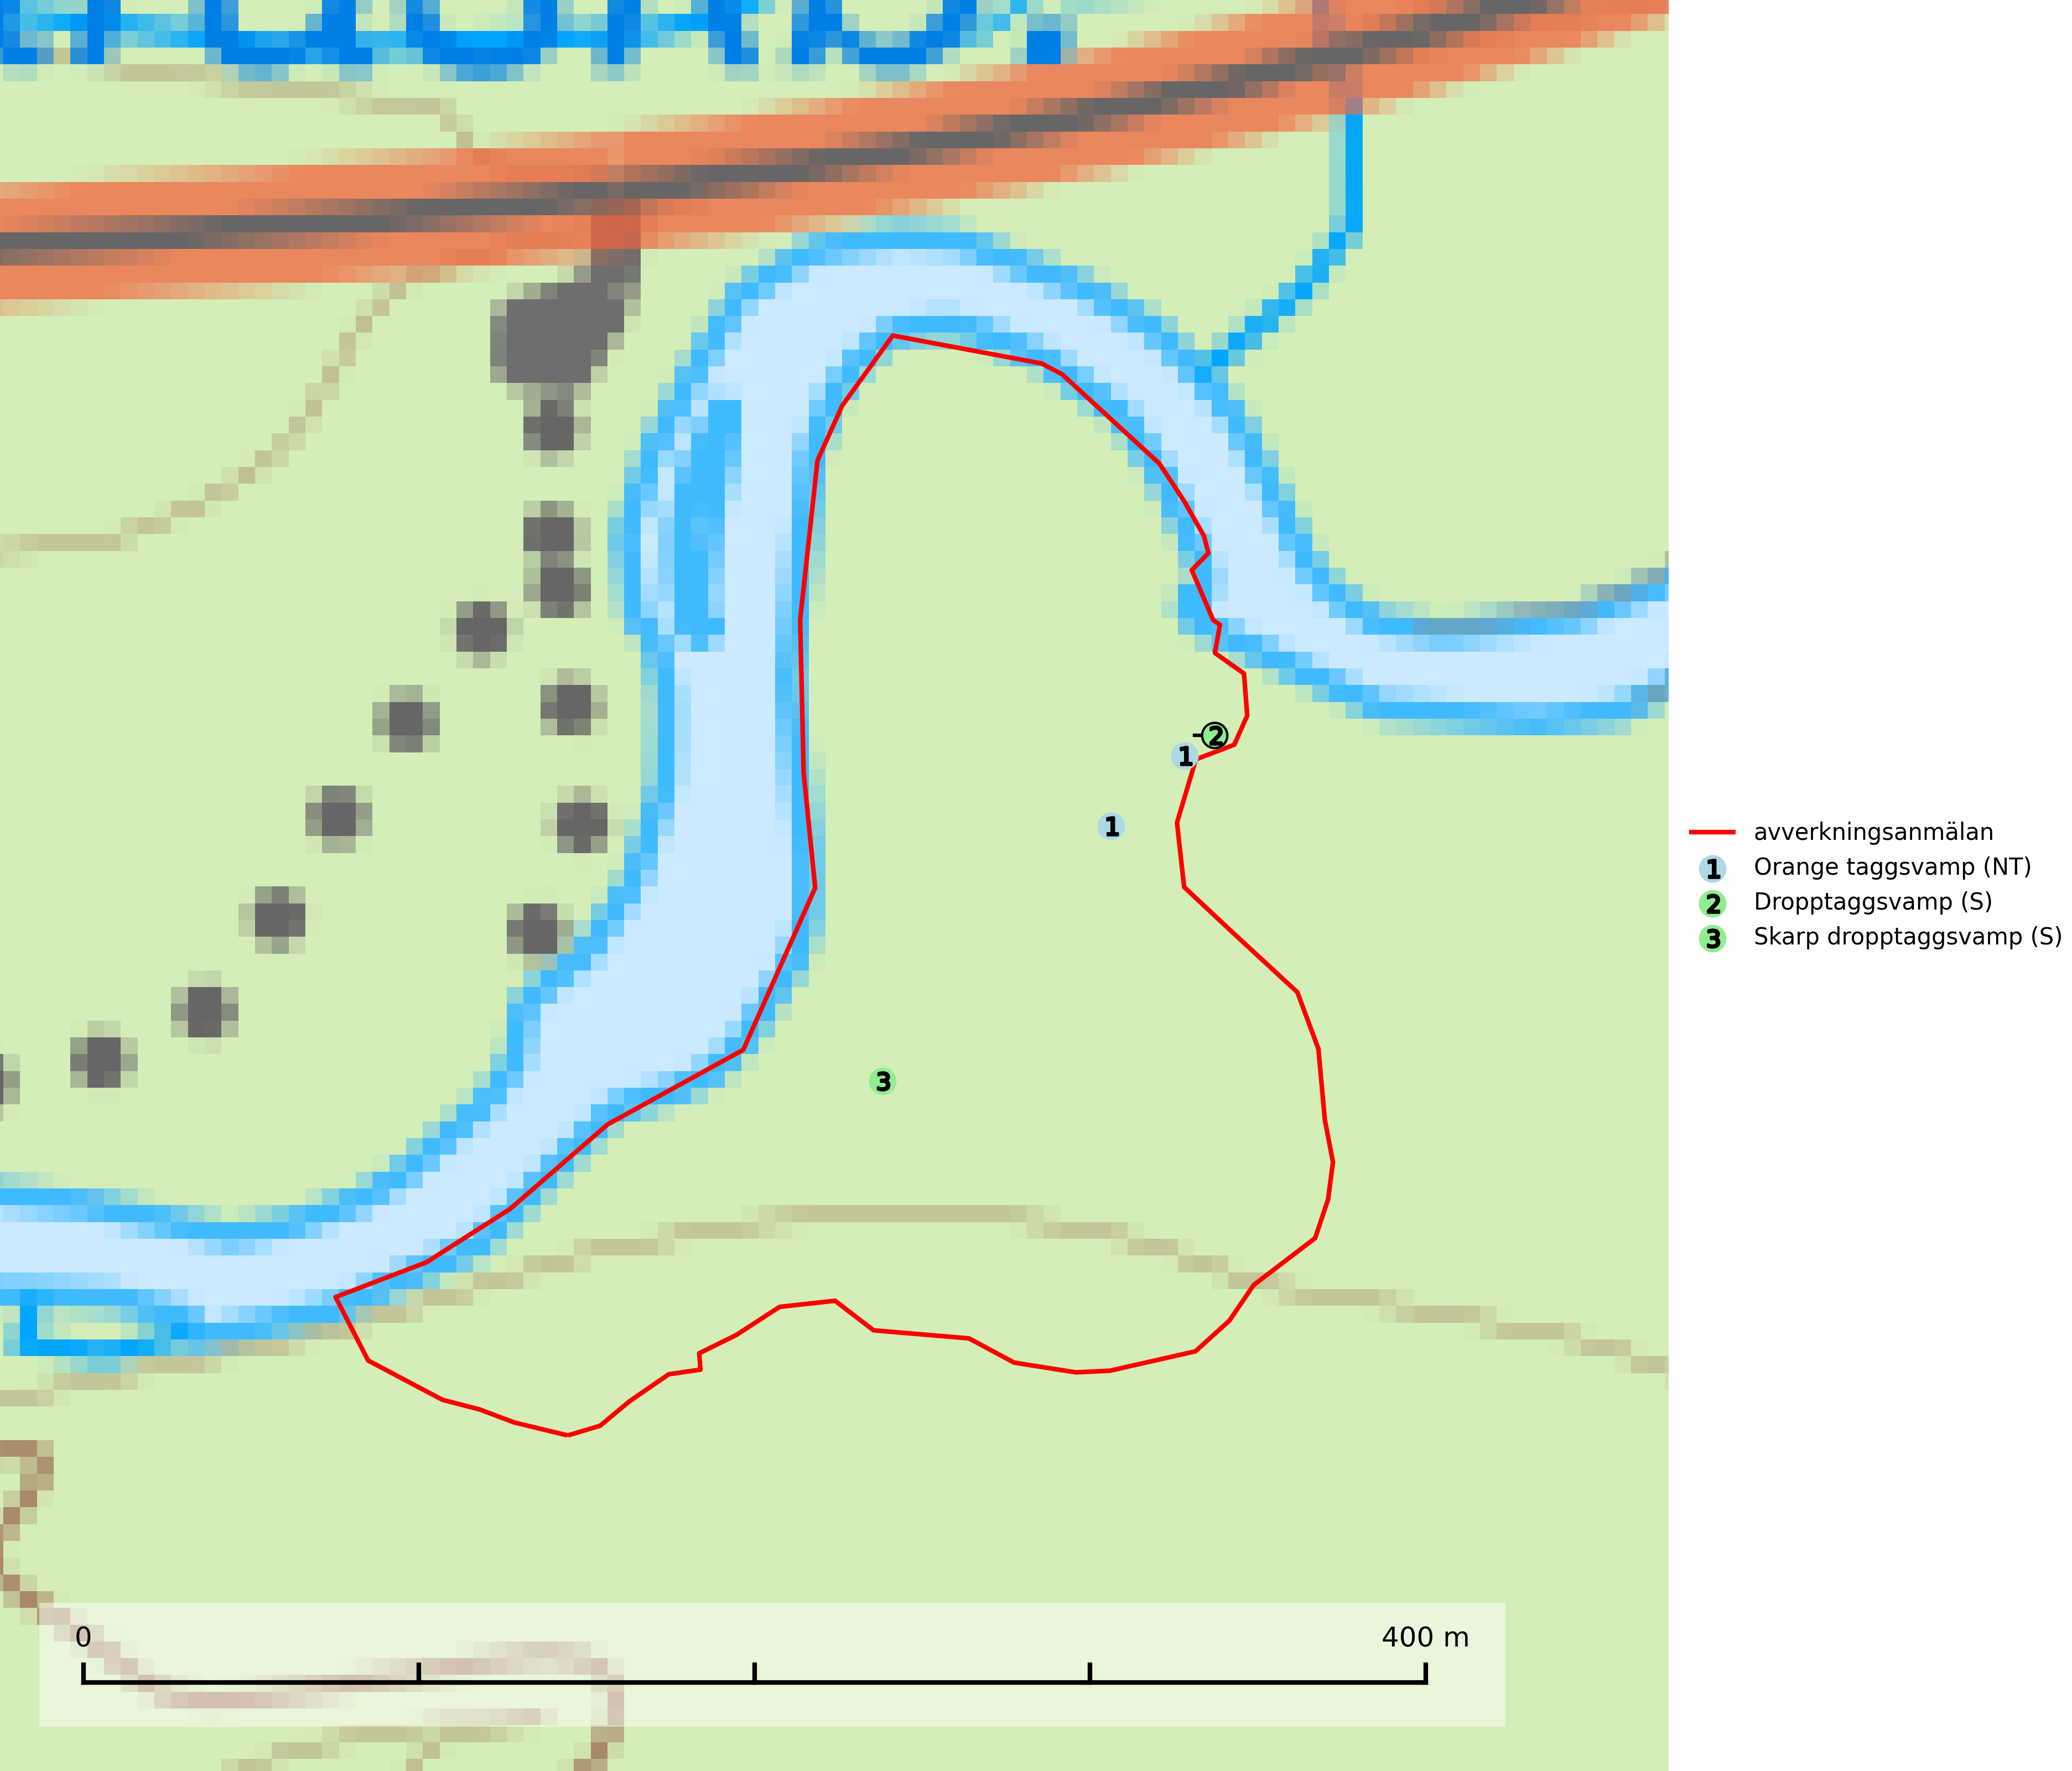 2
1
1
3
avverkningsanmälan
1 Orange taggsvamp (NT)
2 Dropptaggsvamp (S)
3 Skarp dropptaggsvamp (S)
0 400 m